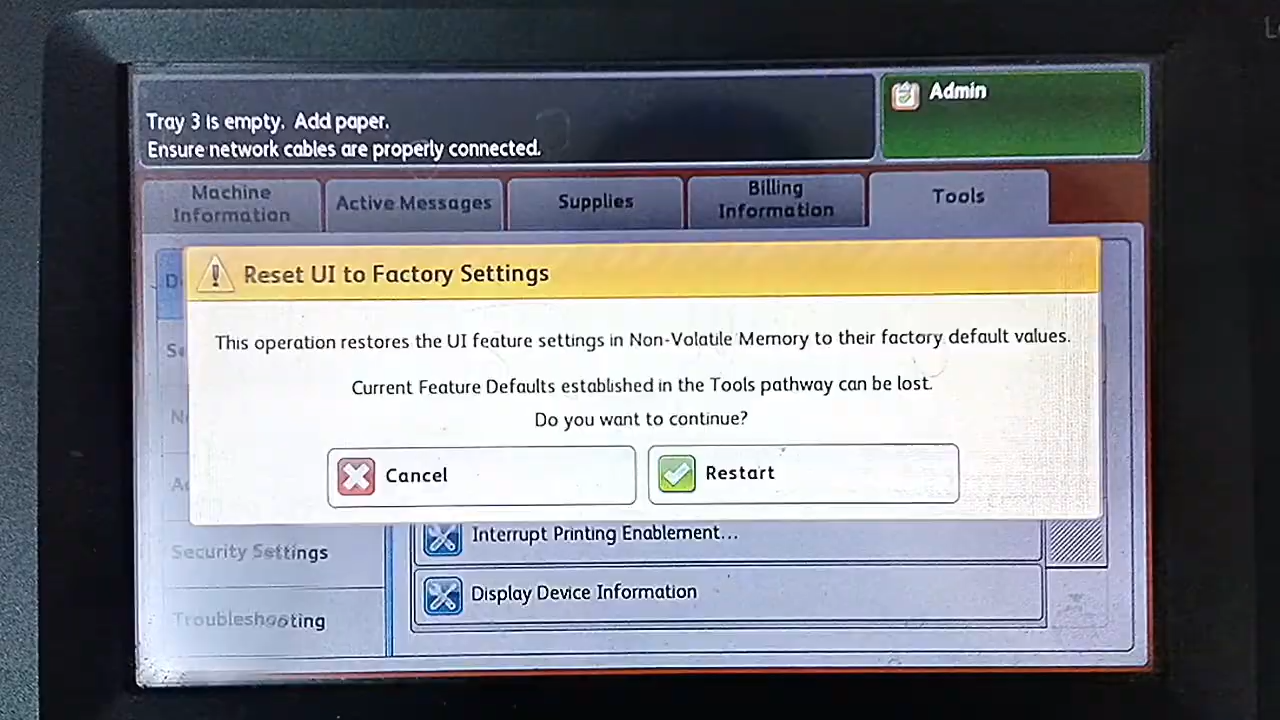 Tray 3 is empty. Add paper.
Ensure network cables are properly connected.
Admin
Machine
Information
Active Messages
Supplies
Billing
Information
Tools
Reset UI to Factory Settings
This operation restores the UI feature settings in Non-Volatile Memory to their factory default values.
Current Feature Defaults established in the Tools pathway can be lost.
Do you want to continue?
Cancel
Restart
Interrupt Printing Enablement...
Security Settings
Display Device Information
Troubleshooting